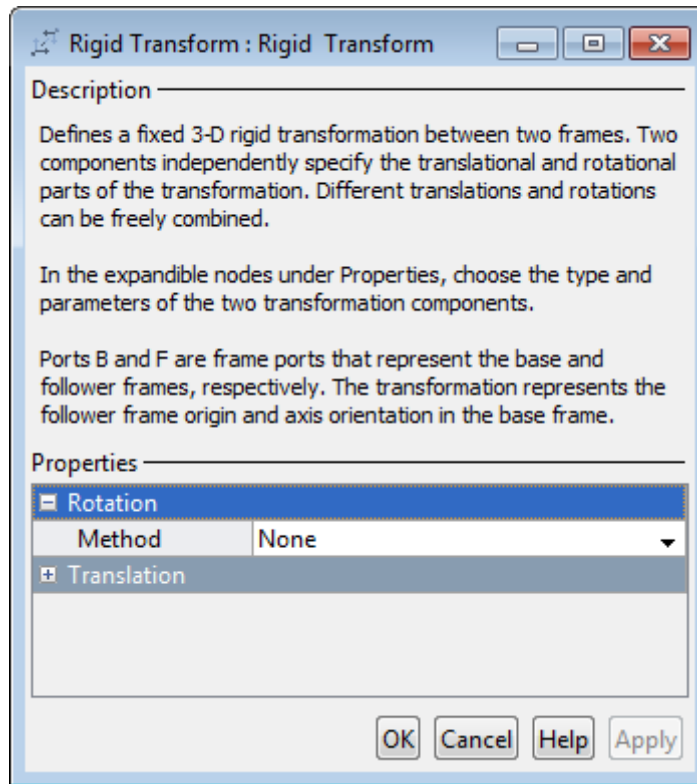 Rigid Transform : Rigid Transform
Description
Defines a fixed 3-D rigid transformation between two frames. Two
components independently specify the translational and rotational
parts of the transformation. Different translations and rotations
can be freely combined.
In the expandible nodes under Properties, choose the type and
parameters of the two transformation components.
Ports B and F are frame ports that represent the base and
follower frames, respectively. The transformation represents the
follower frame origin and axis orientation in the base frame.
Properties
Rotation
Method None
Translation
OK Cancel Help Apply